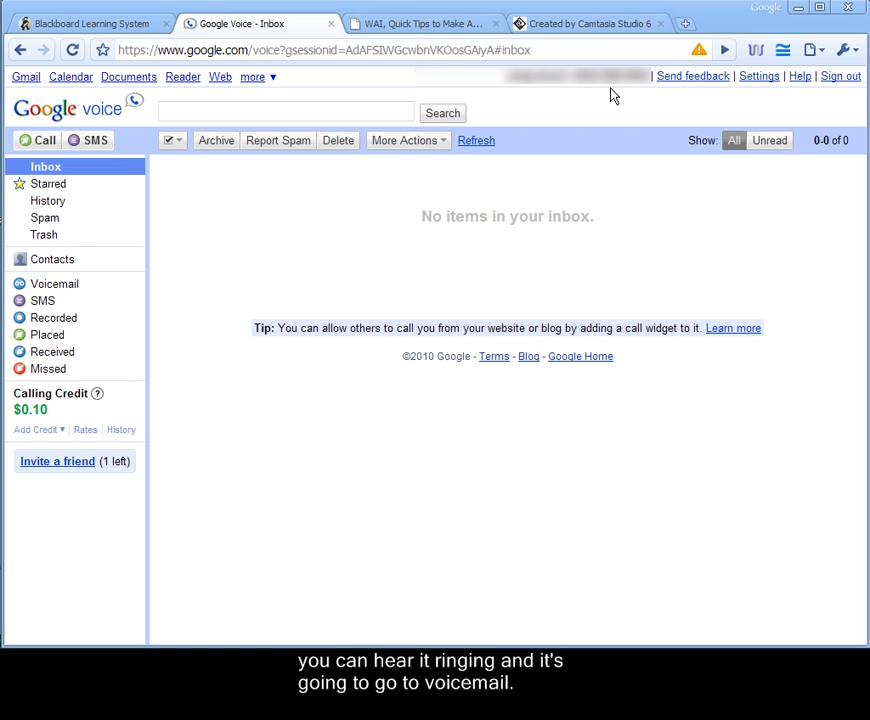 Google
Blackboard Learning System
Google Voice - Inbox
WAI, Quick Tips to Make A...
Created by Camtasia Studio 6
https://www.google.com/voice?gsessionid=AdAFSIWGcwbnVKOosGAiyA#inbox
Gmail Calendar Documents Reader Web more ▼
| Send feedback | Settings | Help | Sign out
Google voice
Search
Call SMS
Archive Report Spam Delete More Actions Refresh
Show: All Unread 0-0 of 0
Inbox
Starred
History
Spam
Trash
Contacts
Voicemail
SMS
Recorded
Placed
Received
Missed
Calling Credit ?
$0.10
Add Credit ▼ Rates History
Invite a friend (1 left)
No items in your inbox.
Tip: You can allow others to call you from your website or blog by adding a call widget to it. Learn more
©2010 Google - Terms - Blog - Google Home
you can hear it ringing and it's
going to go to voicemail.